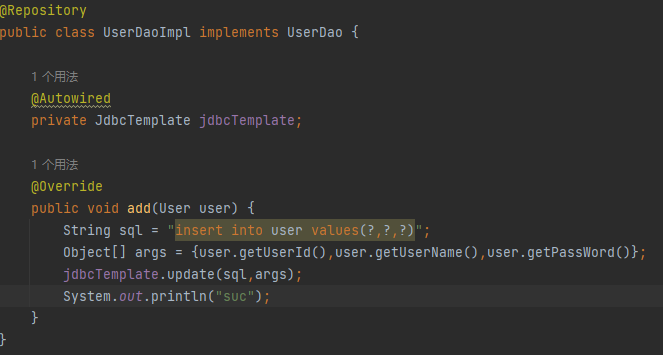 @Repository
public class UserDaoImpl implements UserDao {
1 个用法
@Autowired
private JdbcTemplate jdbcTemplate;
1 个用法
@Override
public void add(User user) {
String sql = "insert into user values(?,?,?)";
Object[] args = {user.getUserId(),user.getUserName(),user.getPassWord()};
jdbcTemplate.update(sql,args);
System.out.println("suc");
}
}